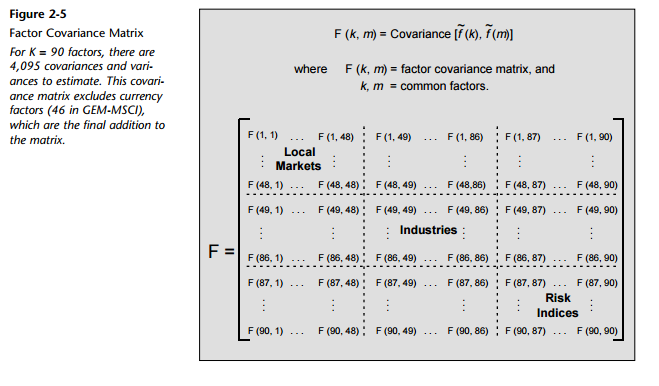 Figure 2-5
Factor Covariance Matrix
For K = 90 factors, there are
4,095 covariances and vari-
ances to estimate. This covari-
ance matrix excludes currency
factors (46 in GEM-MSCI),
which are the final addition to
the matrix.
F (k, m) = Covariance [f̃ (k), f̃ (m)]
where F (k, m) = factor covariance matrix, and
k, m = common factors.
F (1, 1) ... F (1, 48) F (1, 49) ... F (1, 86) F (1, 87) ... F (1, 90)
Local
Markets
F (48, 1) ... F (48, 48) F (48, 49) ... F (48,86) F (48, 87) ... F (48, 90)
F (49, 1) ... F (49, 48) F (49, 49) ... F (49, 86) F (49, 87) ... F (49, 90)
Industries
F =
F (86, 1) ... F (86, 48) F (86, 49) ... F (86, 86) F (86, 87) ... F (86, 90)
F (87, 1) ... F (87, 48) F (87, 49) ... F (87, 86) F (87, 87) ... F (87, 90)
Risk
Indices
F (90, 1) ... F (90, 48) F (90, 49) ... F (90, 86) F (90, 87) ... F (90, 90)